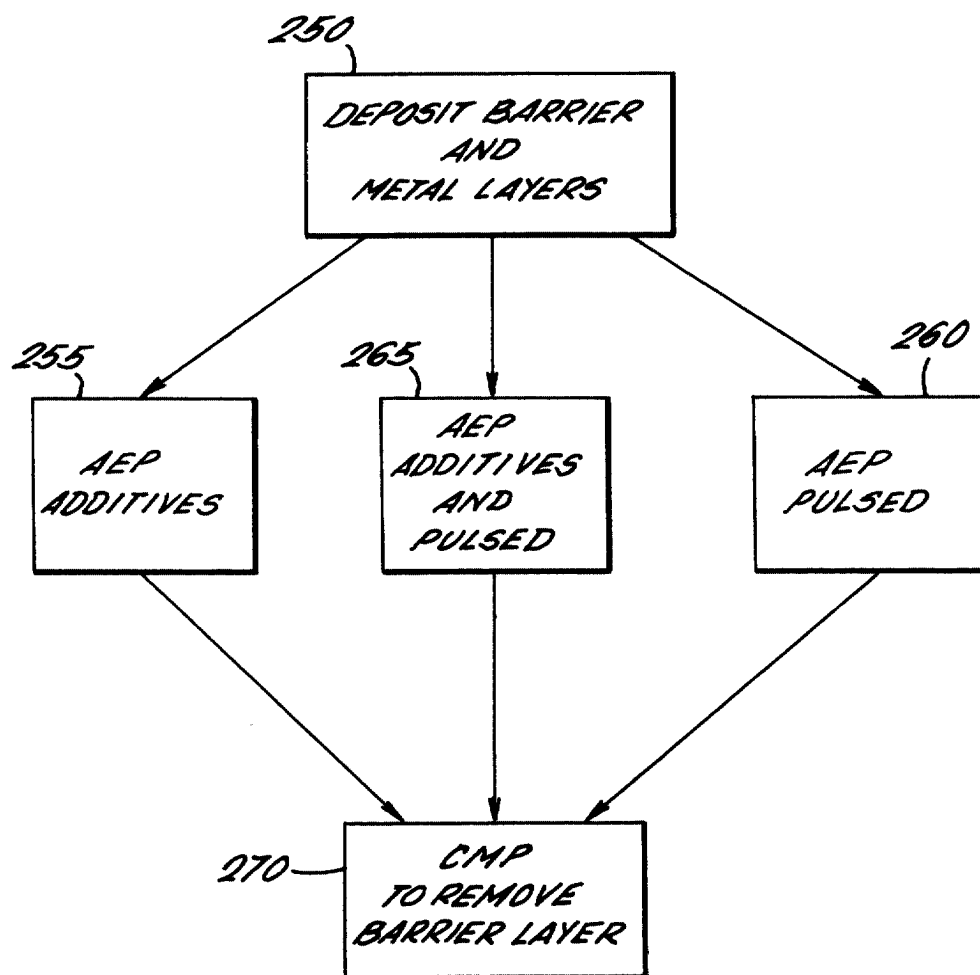 250
DEPOSIT BARRIER
AND
METAL LAYERS
255
AEP
ADDITIVES
265
AEP
ADDITIVES
AND
PULSED
260
AEP
PULSED
270
CMP
TO REMOVE
BARRIER LAYER